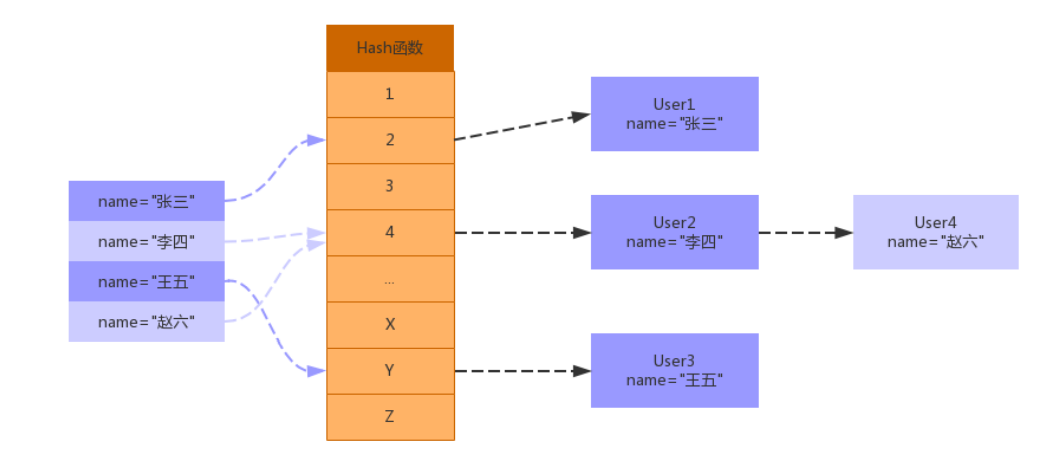 name="张三"
name="李四"
name="王五"
name="赵六"
Hash函数
1
2
3
4
...
X
Y
Z
User1
name="张三"
User2
name="李四"
User3
name="王五"
User4
name="赵六"